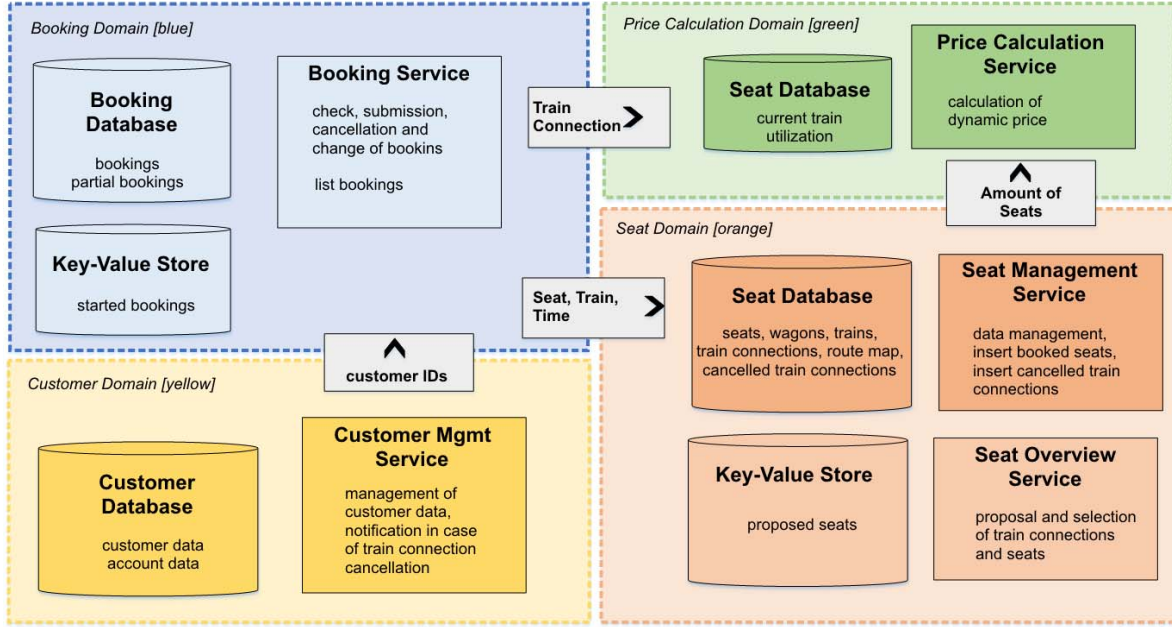 Booking Domain [blue]
Booking
Database
bookings
partial bookings
Booking Service
check, submission,
cancellation and
change of bookins
list bookings
Key-Value Store
started bookings
Train
Connection
Price Calculation Domain [green]
Seat Database
current train
utilization
Price Calculation
Service
calculation of
dynamic price
Amount of
Seats
Seat, Train,
Time
customer IDs
Seat Domain [orange]
Seat Database
seats, wagons, trains,
train connections, route map,
cancelled train connections
Seat Management
Service
data management,
insert booked seats,
insert cancelled train
connections
Key-Value Store
proposed seats
Seat Overview
Service
proposal and selection
of train connections
and seats
Customer Domain [yellow]
Customer
Database
customer data
account data
Customer Mgmt
Service
management of
customer data,
notification in case
of train connection
cancellation